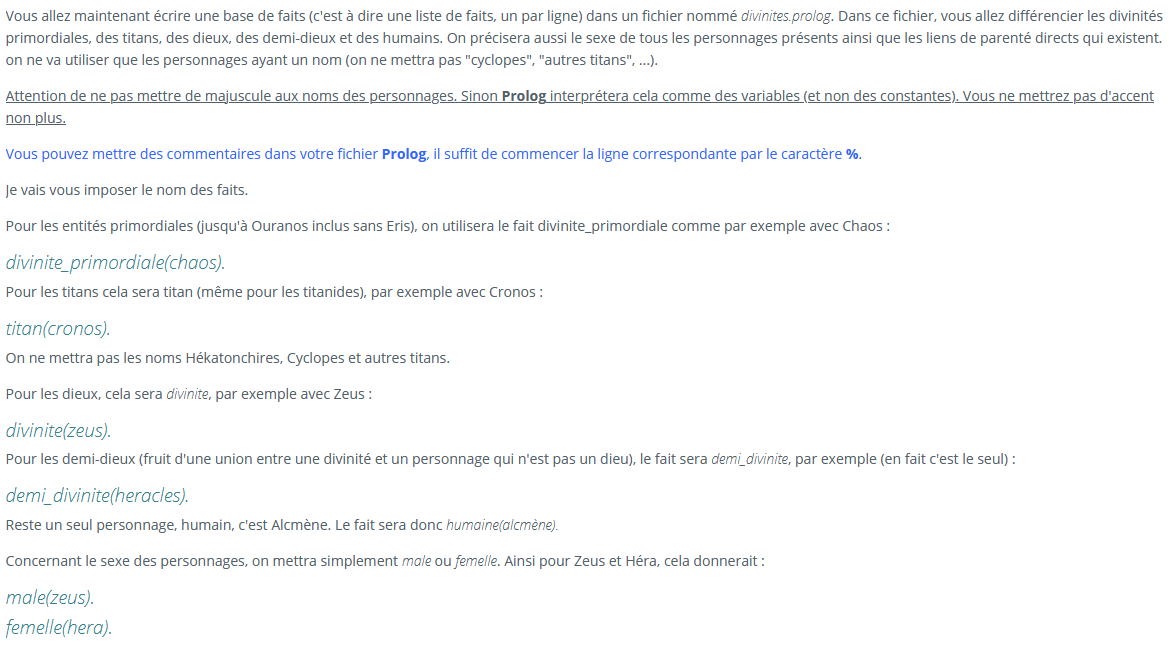 Vous allez maintenant écrire une base de faits (c'est à dire une liste de faits, un par ligne) dans un fichier nommé divinites.prolog. Dans ce fichier, vous allez différencier les divinités
primordiales, des titans, des dieux, des demi-dieux et des humains. On précisera aussi le sexe de tous les personnages présents ainsi que les liens de parenté directs qui existent.
on ne va utiliser que les personnages ayant un nom (on ne mettra pas "cyclopes", "autres titans", ...).
Attention de ne pas mettre de majuscule aux noms des personnages. Sinon Prolog interprétera cela comme des variables (et non des constantes). Vous ne mettrez pas d'accent
non plus.
Vous pouvez mettre des commentaires dans votre fichier Prolog, il suffit de commencer la ligne correspondante par le caractère %.
Je vais vous imposer le nom des faits.
Pour les entités primordiales (jusqu'à Ouranos inclus sans Eris), on utilisera le fait divinite_primordiale comme par exemple avec Chaos :
divinite_primordiale(chaos).
Pour les titans cela sera titan (même pour les titanides), par exemple avec Cronos :
titan(cronos).
On ne mettra pas les noms Hékatonchires, Cyclopes et autres titans.
Pour les dieux, cela sera divinite, par exemple avec Zeus :
divinite(zeus).
Pour les demi-dieux (fruit d'une union entre une divinité et un personnage qui n'est pas un dieu), le fait sera demi_divinite, par exemple (en fait c'est le seul) :
demi_divinite(heracles).
Reste un seul personnage, humain, c'est Alcmène. Le fait sera donc humaine(alcmène).
Concernant le sexe des personnages, on mettra simplement male ou femelle. Ainsi pour Zeus et Héra, cela donnerait :
male(zeus).
femelle(hera).